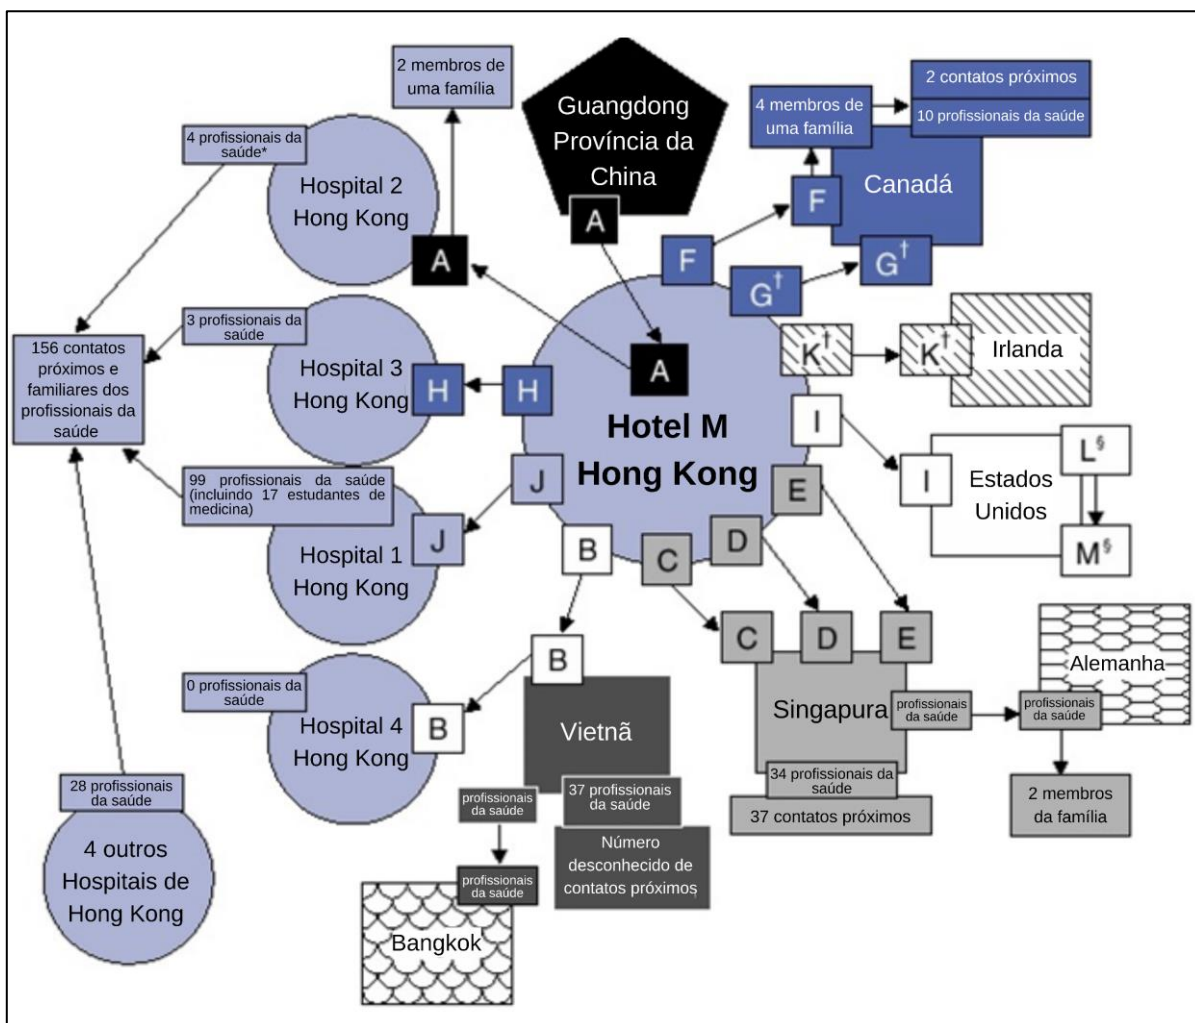 2 membros de
uma família
Guangdong
Província da
China
A
4 membros de
uma família
2 contatos próximos
10 profissionais da saúde
Canadá
F
F
G†
G†
4 profissionais da
saúde*
Hospital 2
Hong Kong
A
3 profissionais da
saúde
Hospital 3
Hong Kong
H
H
A
Hotel M
Hong Kong
K†
K†
Irlanda
156 contatos
próximos e
familiares dos
profissionais da
saúde
I
I
Estados
Unidos
L§
M§
99 profissionais da saúde
(incluindo 17 estudantes de
medicina)
Hospital 1
Hong Kong
J
J
B
C
D
E
C
D
E
B
0 profissionais da
saúde
Hospital 4
Hong Kong
B
Vietnã
Singapura
profissionais
da saúde
profissionais
da saúde
Alemanha
34 profissionais da
saúde
37 contatos próximos
2 membros
da família
28 profissionais
da saúde
4 outros
Hospitais de
Hong Kong
profissionais
da saúde
37 profissionais
da saúde
Número
desconhecido de
contatos próximos
profissionais
da saúde
Bangkok